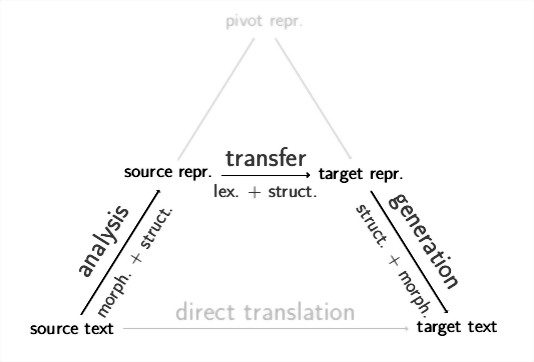 pivot repr.
transfer
source repr.
target repr.
lex. + struct.
analysis
morph. + struct.
generation
struct. + morph.
direct translation
source text
target text